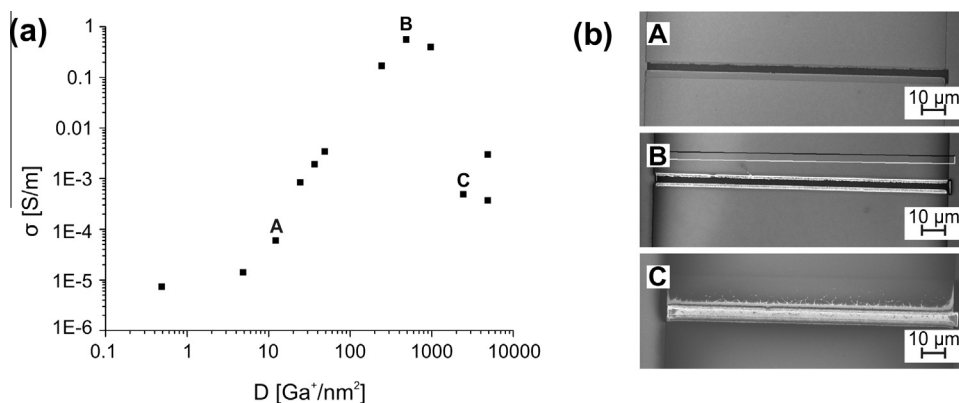 (a)
σ [S/m]
1
0.1
0.01
1E-3
1E-4
1E-5
1E-6
0.1 1 10 100 1000 10000
D [Ga⁺/nm²]
A
B
C
(b)
A
10 μm
B
10 μm
C
10 μm